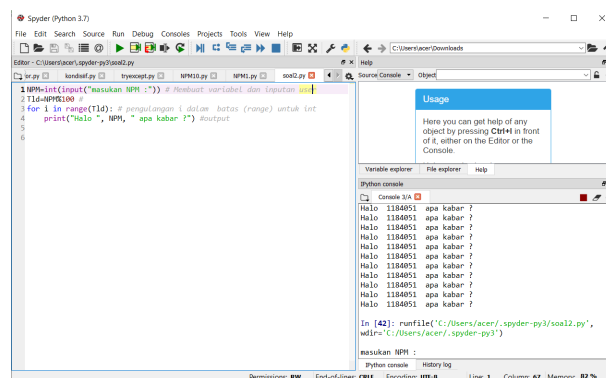 Spyder (Python 3.7)
File Edit Search Source Run Debug Consoles Projects Tools View Help
C:\Users\acer\Downloads
Editor - C:\Users\acer\.spyder-py3\soal2.py
Help
or.py kondisief.py tryexcept.py NPM10.py NPM1.py soal2.py
Source Console Object
1 NPM=int(input("masukan NPM :")) # Membuat variabel dan inputan user
2 Tld=NPM%100 #
3 for i in range(Tld): # pengulangan i dalam batas (range) untuk int
4 print("Halo ", NPM, " apa kabar ?") #output
5
6
Usage
Here you can get help of any
object by pressing Ctrl+I in front
of it, either on the Editor or the
Console.
Variable explorer File explorer Help
IPython console
Console 3/A
Halo 1184051 apa kabar ?
Halo 1184051 apa kabar ?
Halo 1184051 apa kabar ?
Halo 1184051 apa kabar ?
Halo 1184051 apa kabar ?
Halo 1184051 apa kabar ?
Halo 1184051 apa kabar ?
Halo 1184051 apa kabar ?
Halo 1184051 apa kabar ?
Halo 1184051 apa kabar ?
Halo 1184051 apa kabar ?
In [42]: runfile('C:/Users/acer/.spyder-py3/soal2.py',
wdir='C:/Users/acer/.spyder-py3')
masukan NPM :
IPython console History log
Permissions: RW End-of-lines: CRLF Encoding: UTF-8 Line: 1 Column: 67 Memory: 82 %